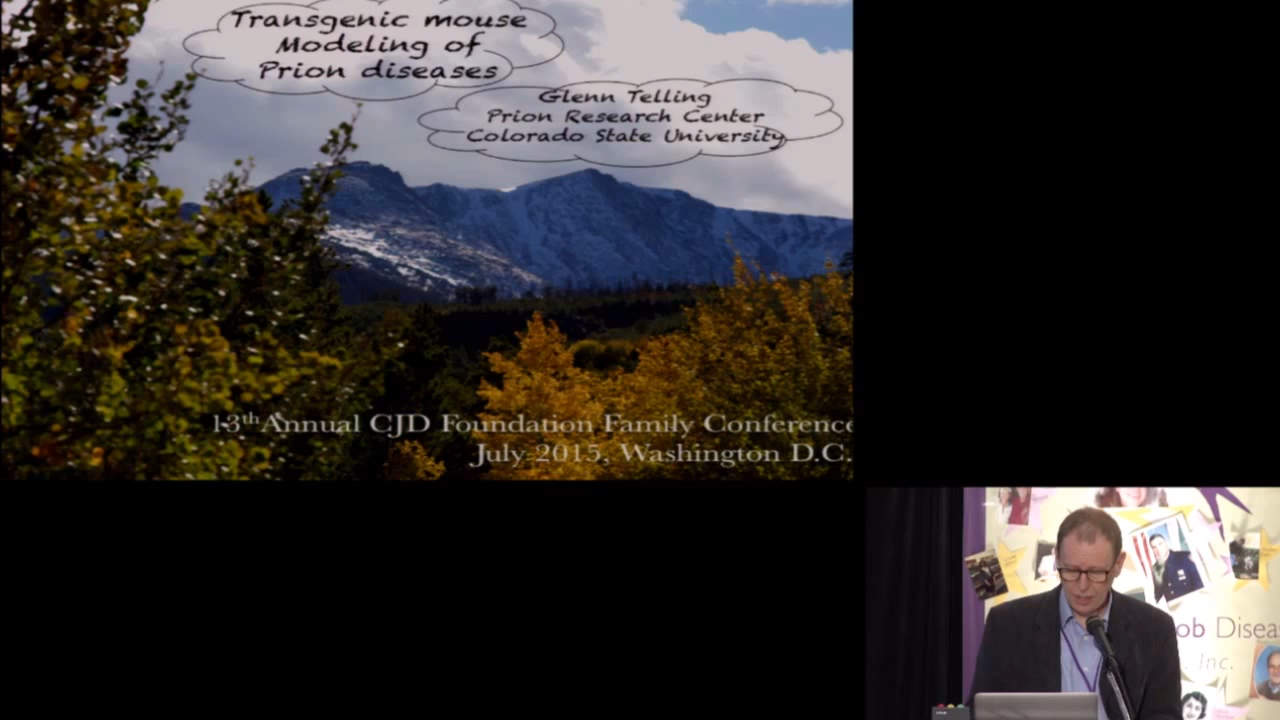 Transgenic mouse
Modeling of
Prion diseases
Glenn Telling
Prion Research Center
Colorado State University
13th Annual CJD Foundation Family Conference
July 2015, Washington D.C.
ob Disea
. Inc.